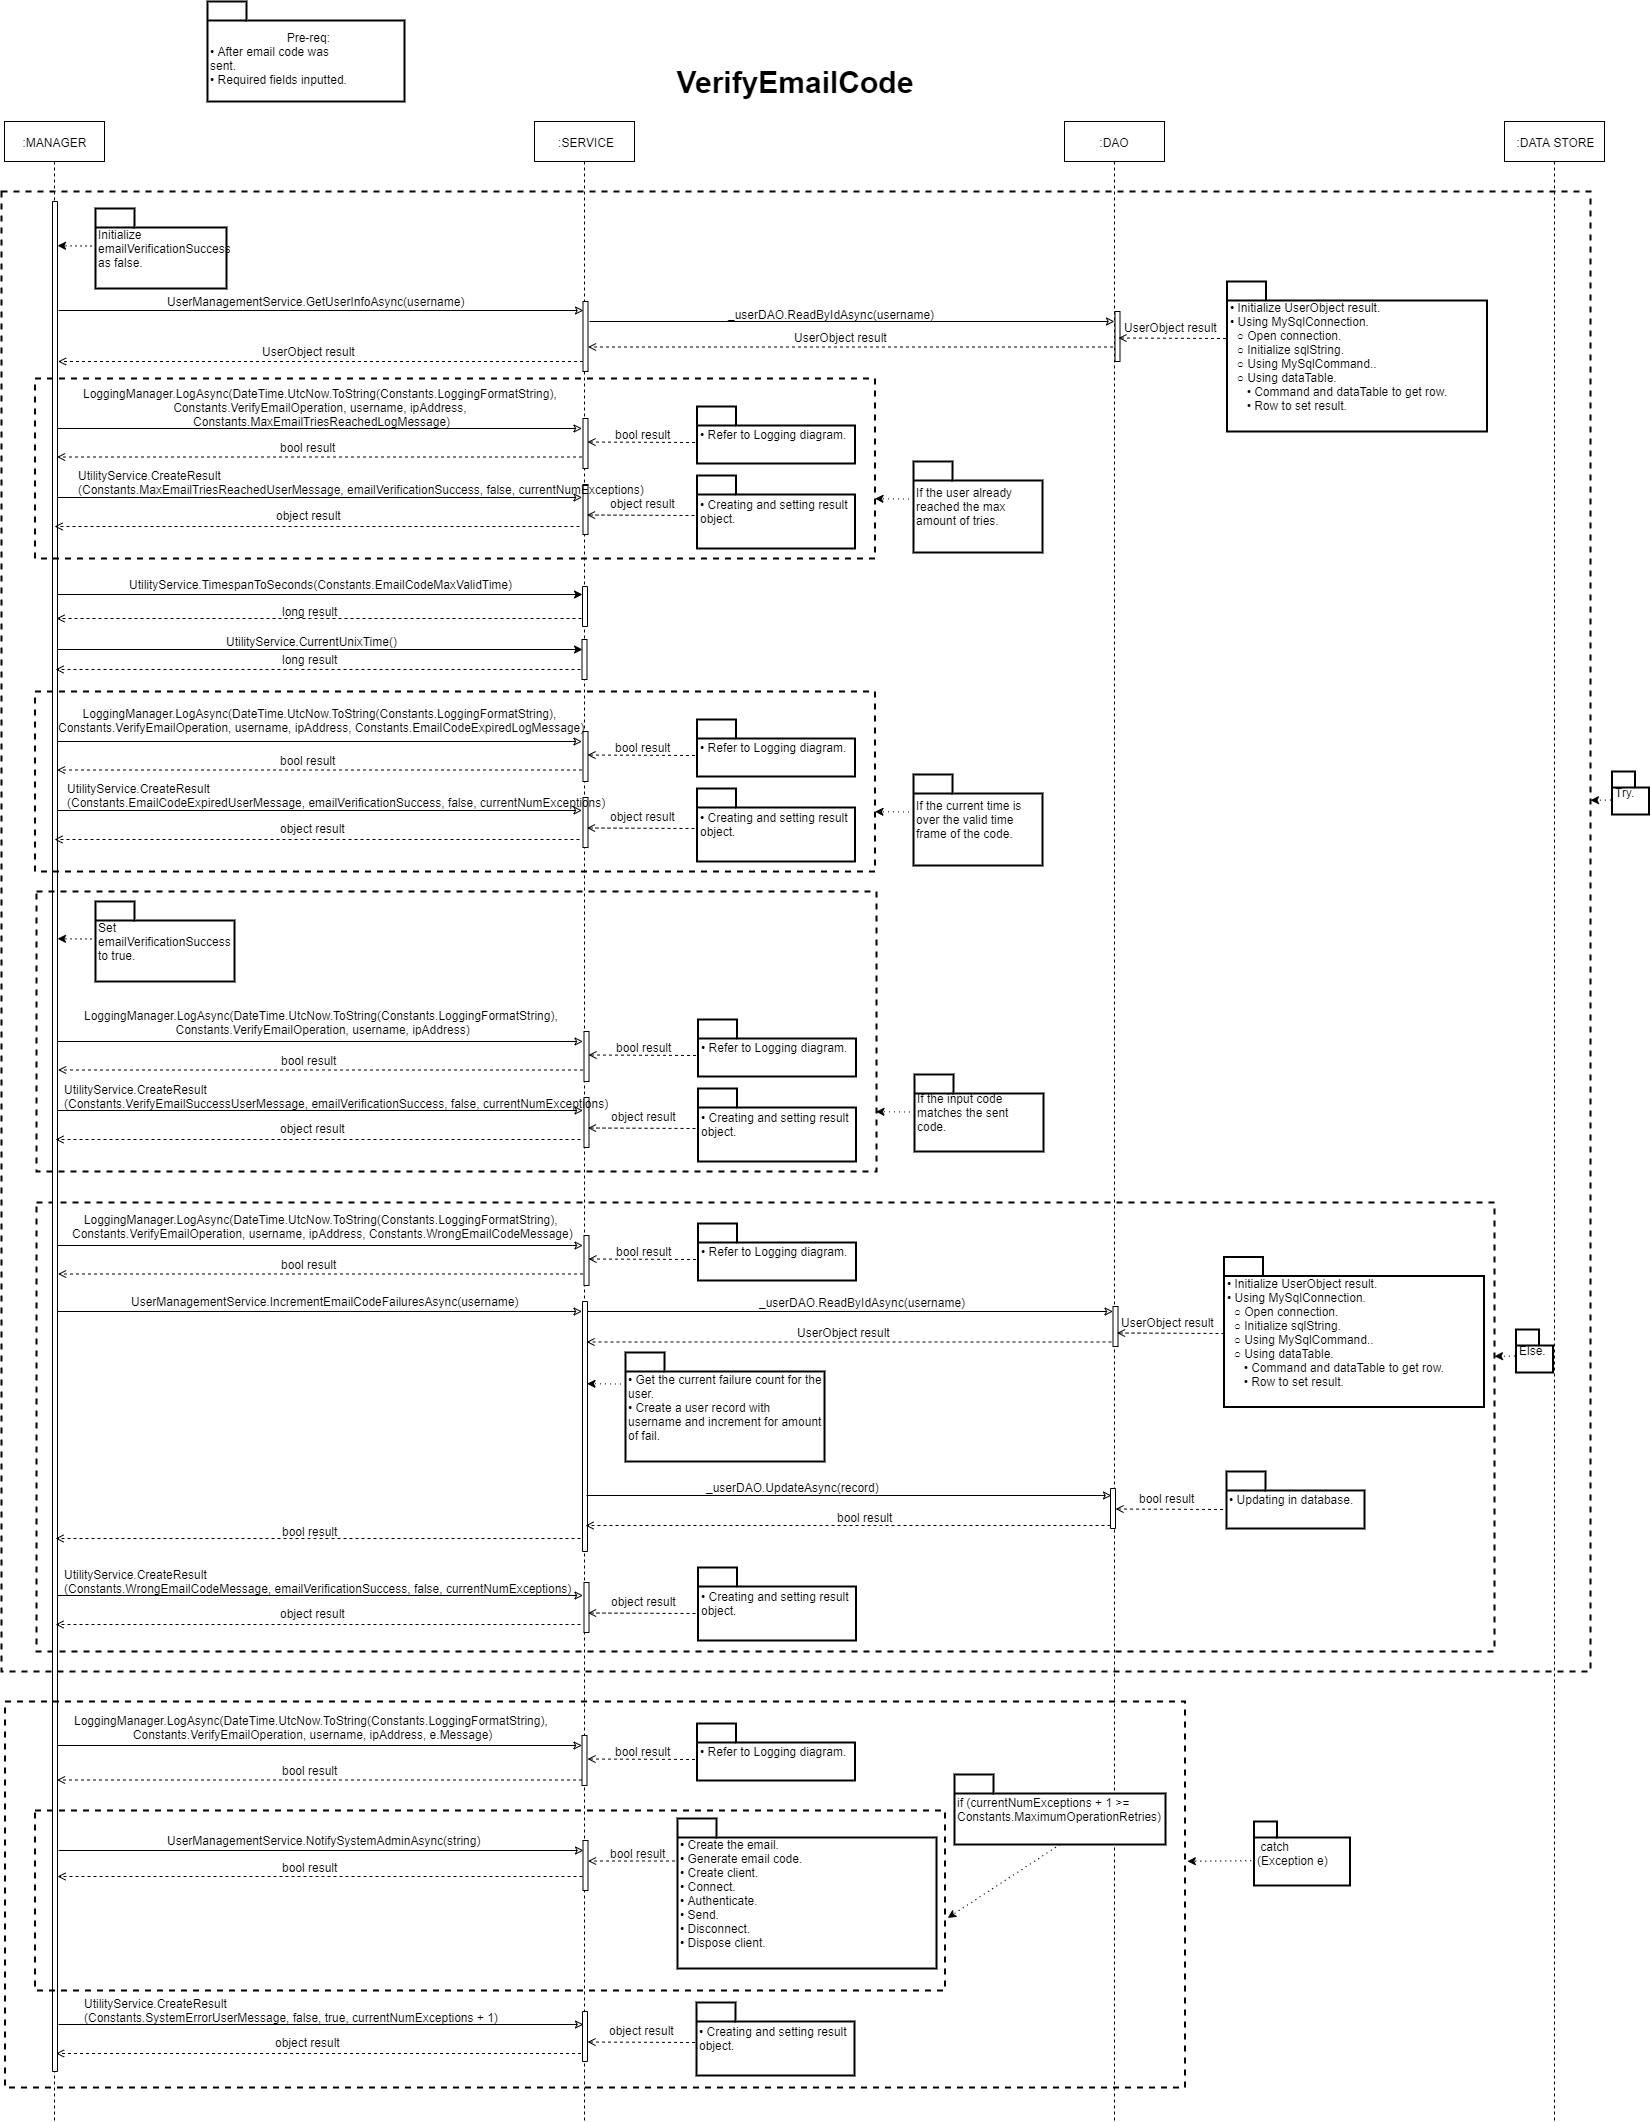 Pre-req:
• After email code was
sent.
• Required fields inputted.
VerifyEmailCode
:MANAGER
:SERVICE
:DAO
:DATA STORE
Initialize
emailVerificationSuccess
as false.
UserManagementService.GetUserInfoAsync(username)
_userDAO.ReadByIdAsync(username)
UserObject result
UserObject result
UserObject result
• Initialize UserObject result.
• Using MySqlConnection.
○ Open connection.
○ Initialize sqlString.
○ Using MySqlCommand..
○ Using dataTable.
• Command and dataTable to get row.
• Row to set result.
LoggingManager.LogAsync(DateTime.UtcNow.ToString(Constants.LoggingFormatString),
Constants.VerifyEmailOperation, username, ipAddress,
Constants.MaxEmailTriesReachedLogMessage)
bool result
bool result
• Refer to Logging diagram.
UtilityService.CreateResult
(Constants.MaxEmailTriesReachedUserMessage, emailVerificationSuccess, false, currentNumExceptions)
object result
object result
• Creating and setting result
object.
If the user already
reached the max
amount of tries.
UtilityService.TimespanToSeconds(Constants.EmailCodeMaxValidTime)
long result
UtilityService.CurrentUnixTime()
long result
LoggingManager.LogAsync(DateTime.UtcNow.ToString(Constants.LoggingFormatString),
Constants.VerifyEmailOperation, username, ipAddress, Constants.EmailCodeExpiredLogMessage)
bool result
bool result
• Refer to Logging diagram.
UtilityService.CreateResult
(Constants.EmailCodeExpiredUserMessage, emailVerificationSuccess, false, currentNumExceptions)
object result
object result
• Creating and setting result
object.
If the current time is
over the valid time
frame of the code.
Try.
Set
emailVerificationSuccess
to true.
LoggingManager.LogAsync(DateTime.UtcNow.ToString(Constants.LoggingFormatString),
Constants.VerifyEmailOperation, username, ipAddress)
bool result
bool result
• Refer to Logging diagram.
UtilityService.CreateResult
(Constants.VerifyEmailSuccessUserMessage, emailVerificationSuccess, false, currentNumExceptions)
object result
object result
• Creating and setting result
object.
If the input code
matches the sent
code.
LoggingManager.LogAsync(DateTime.UtcNow.ToString(Constants.LoggingFormatString),
Constants.VerifyEmailOperation, username, ipAddress, Constants.WrongEmailCodeMessage)
bool result
bool result
• Refer to Logging diagram.
UserManagementService.IncrementEmailCodeFailuresAsync(username)
_userDAO.ReadByIdAsync(username)
UserObject result
UserObject result
• Initialize UserObject result.
• Using MySqlConnection.
○ Open connection.
○ Initialize sqlString.
○ Using MySqlCommand..
○ Using dataTable.
• Command and dataTable to get row.
• Row to set result.
Else.
• Get the current failure count for the
user.
• Create a user record with
username and increment for amount
of fail.
_userDAO.UpdateAsync(record)
bool result
bool result
• Updating in database.
bool result
UtilityService.CreateResult
(Constants.WrongEmailCodeMessage, emailVerificationSuccess, false, currentNumExceptions)
object result
object result
• Creating and setting result
object.
LoggingManager.LogAsync(DateTime.UtcNow.ToString(Constants.LoggingFormatString),
Constants.VerifyEmailOperation, username, ipAddress, e.Message)
bool result
bool result
• Refer to Logging diagram.
if (currentNumExceptions + 1 >=
Constants.MaximumOperationRetries)
catch
(Exception e)
UserManagementService.NotifySystemAdminAsync(string)
bool result
bool result
• Create the email.
• Generate email code.
• Create client.
• Connect.
• Authenticate.
• Send.
• Disconnect.
• Dispose client.
UtilityService.CreateResult
(Constants.SystemErrorUserMessage, false, true, currentNumExceptions + 1)
object result
object result
• Creating and setting result
object.